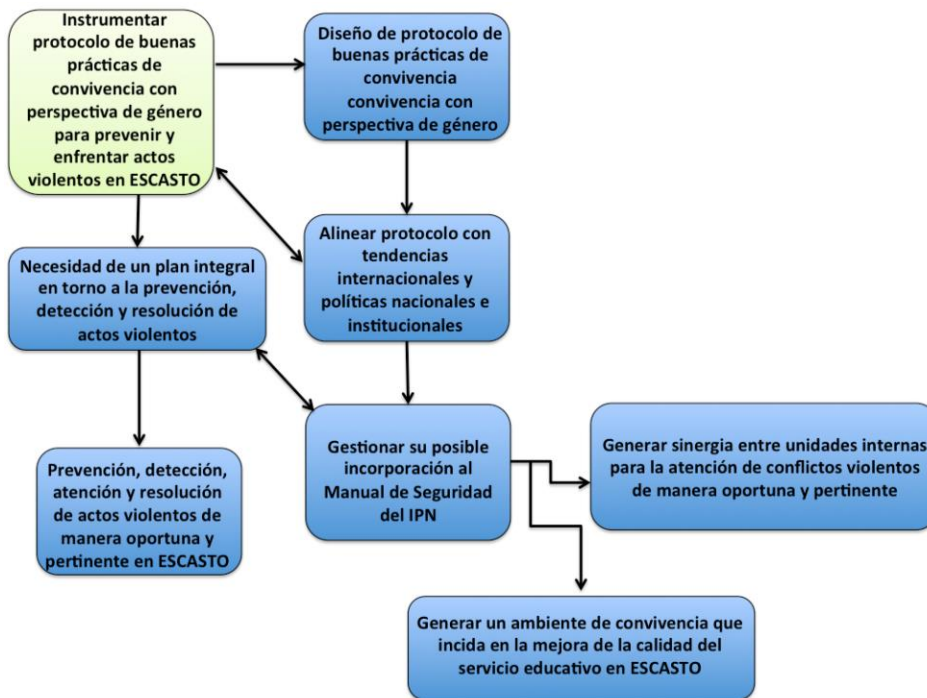 Instrumentar
protocolo de buenas
prácticas de
convivencia con
perspectiva de género
para prevenir y
enfrentar actos
violentos en ESCASTO
Diseño de protocolo de
buenas prácticas de
convivencia
convivencia con
perspectiva de género
Necesidad de un plan integral
en torno a la prevención,
detección y resolución de
actos violentos
Alinear protocolo con
tendencias
internacionales y
políticas nacionales e
institucionales
Prevención, detección,
atención y resolución
de actos violentos de
manera oportuna y
pertinente en ESCASTO
Gestionar su posible
incorporación al
Manual de Seguridad
del IPN
Generar sinergia entre unidades internas
para la atención de conflictos violentos
de manera oportuna y pertinente
Generar un ambiente de convivencia que
incida en la mejora de la calidad del
servicio educativo en ESCASTO